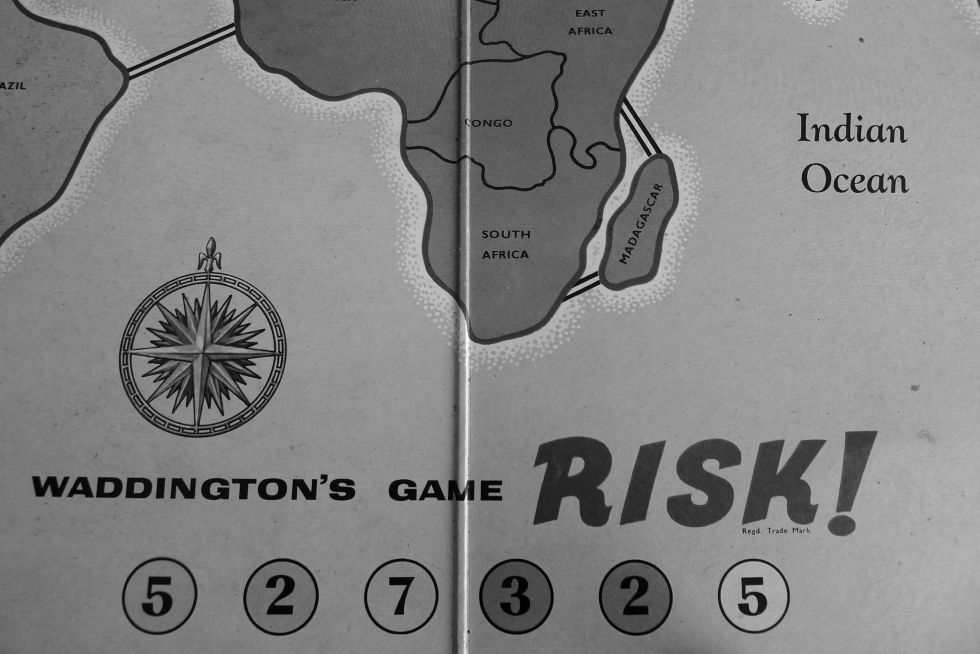 EAST
AFRICA
AZIL
CONGO
Indian
Ocean
MADAGASCAR
SOUTH
AFRICA
WADDINGTON'S GAME RISK!
Regd. Trade Mark
5 2 7 3 2 5